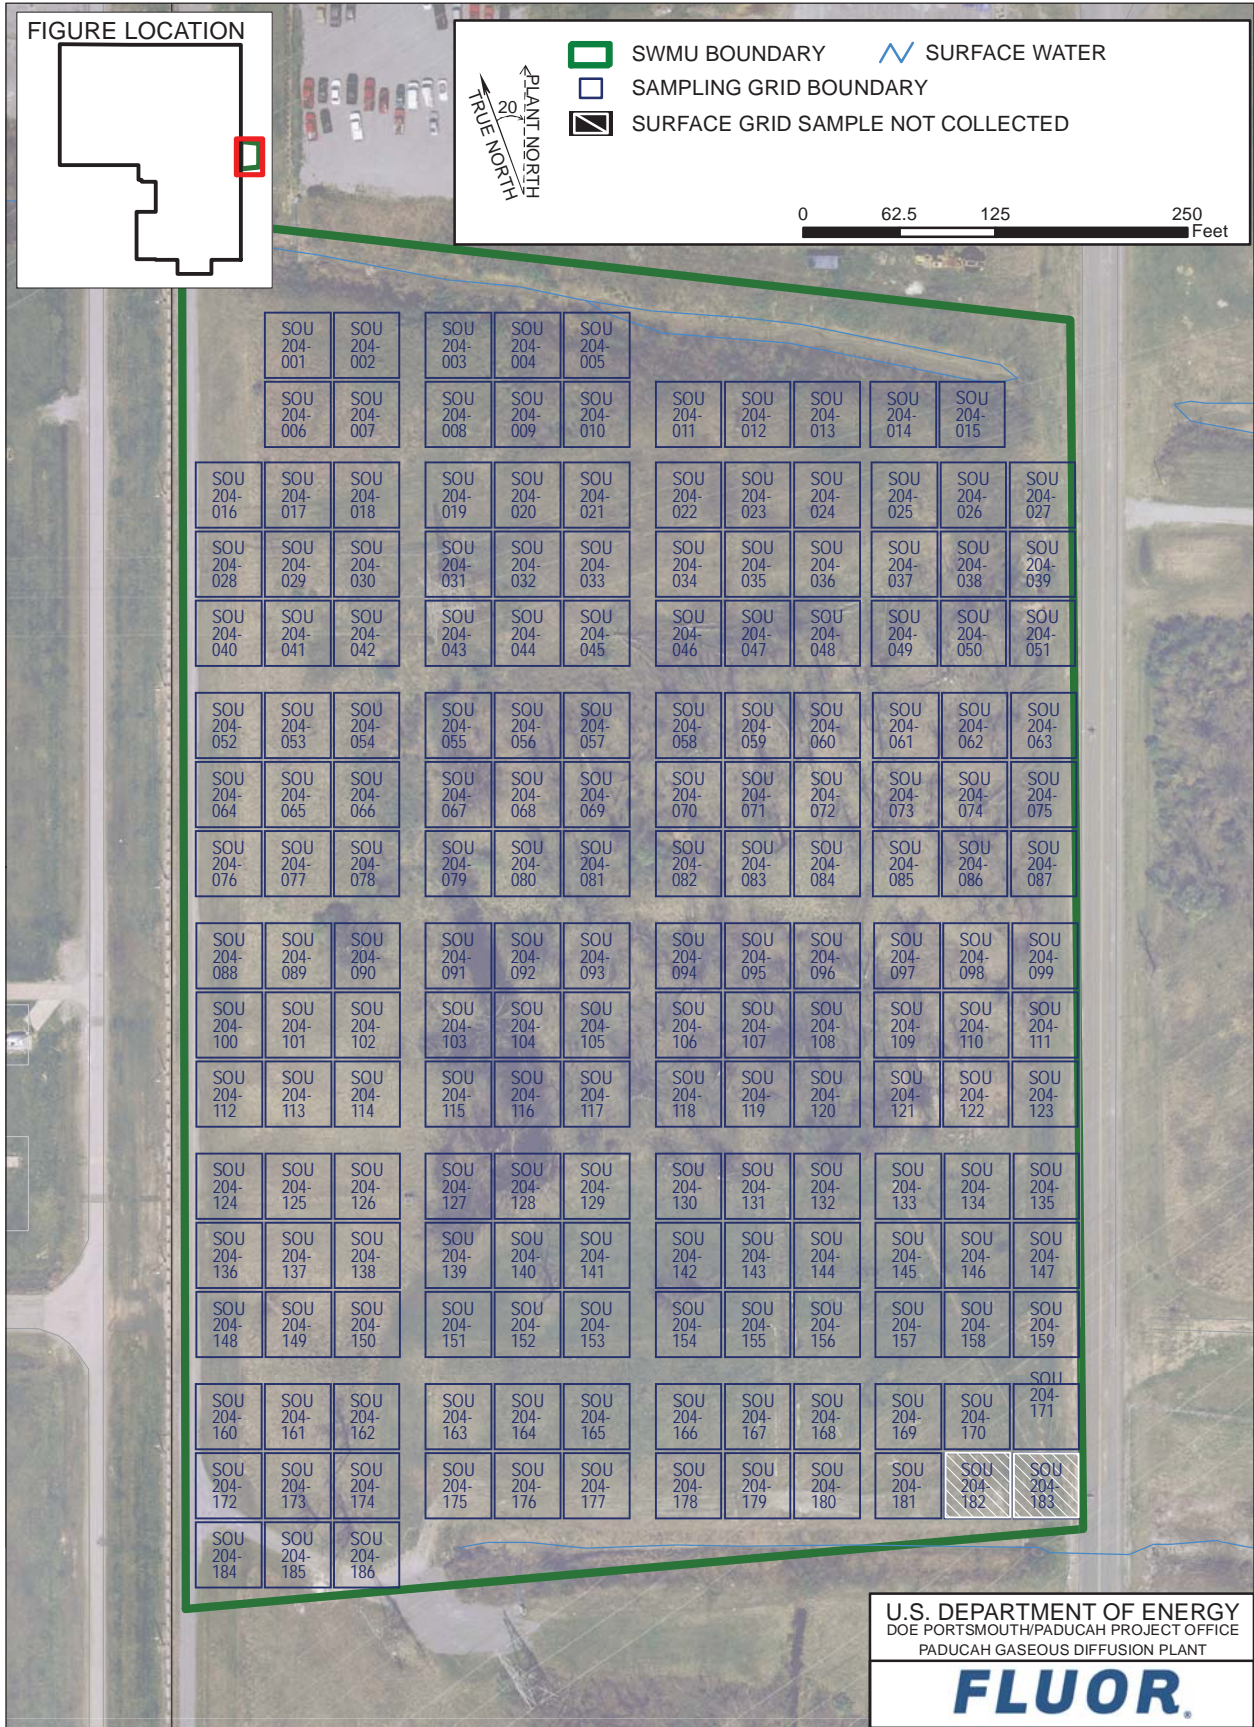 FIGURE LOCATION
TRUE NORTH
20
PLANT NORTH
SWMU BOUNDARY
SURFACE WATER
SAMPLING GRID BOUNDARY
SURFACE GRID SAMPLE NOT COLLECTED
0 62.5 125 250
Feet
SOU 204-001 SOU 204-002 SOU 204-003 SOU 204-004 SOU 204-005
SOU 204-006 SOU 204-007 SOU 204-008 SOU 204-009 SOU 204-010 SOU 204-011 SOU 204-012 SOU 204-013 SOU 204-014 SOU 204-015
SOU 204-016 SOU 204-017 SOU 204-018 SOU 204-019 SOU 204-020 SOU 204-021 SOU 204-022 SOU 204-023 SOU 204-024 SOU 204-025 SOU 204-026 SOU 204-027
SOU 204-028 SOU 204-029 SOU 204-030 SOU 204-031 SOU 204-032 SOU 204-033 SOU 204-034 SOU 204-035 SOU 204-036 SOU 204-037 SOU 204-038 SOU 204-039
SOU 204-040 SOU 204-041 SOU 204-042 SOU 204-043 SOU 204-044 SOU 204-045 SOU 204-046 SOU 204-047 SOU 204-048 SOU 204-049 SOU 204-050 SOU 204-051
SOU 204-052 SOU 204-053 SOU 204-054 SOU 204-055 SOU 204-056 SOU 204-057 SOU 204-058 SOU 204-059 SOU 204-060 SOU 204-061 SOU 204-062 SOU 204-063
SOU 204-064 SOU 204-065 SOU 204-066 SOU 204-067 SOU 204-068 SOU 204-069 SOU 204-070 SOU 204-071 SOU 204-072 SOU 204-073 SOU 204-074 SOU 204-075
SOU 204-076 SOU 204-077 SOU 204-078 SOU 204-079 SOU 204-080 SOU 204-081 SOU 204-082 SOU 204-083 SOU 204-084 SOU 204-085 SOU 204-086 SOU 204-087
SOU 204-088 SOU 204-089 SOU 204-090 SOU 204-091 SOU 204-092 SOU 204-093 SOU 204-094 SOU 204-095 SOU 204-096 SOU 204-097 SOU 204-098 SOU 204-099
SOU 204-100 SOU 204-101 SOU 204-102 SOU 204-103 SOU 204-104 SOU 204-105 SOU 204-106 SOU 204-107 SOU 204-108 SOU 204-109 SOU 204-110 SOU 204-111
SOU 204-112 SOU 204-113 SOU 204-114 SOU 204-115 SOU 204-116 SOU 204-117 SOU 204-118 SOU 204-119 SOU 204-120 SOU 204-121 SOU 204-122 SOU 204-123
SOU 204-124 SOU 204-125 SOU 204-126 SOU 204-127 SOU 204-128 SOU 204-129 SOU 204-130 SOU 204-131 SOU 204-132 SOU 204-133 SOU 204-134 SOU 204-135
SOU 204-136 SOU 204-137 SOU 204-138 SOU 204-139 SOU 204-140 SOU 204-141 SOU 204-142 SOU 204-143 SOU 204-144 SOU 204-145 SOU 204-146 SOU 204-147
SOU 204-148 SOU 204-149 SOU 204-150 SOU 204-151 SOU 204-152 SOU 204-153 SOU 204-154 SOU 204-155 SOU 204-156 SOU 204-157 SOU 204-158 SOU 204-159
SOU 204-160 SOU 204-161 SOU 204-162 SOU 204-163 SOU 204-164 SOU 204-165 SOU 204-166 SOU 204-167 SOU 204-168 SOU 204-169 SOU 204-170 SOU 204-171
SOU 204-172 SOU 204-173 SOU 204-174 SOU 204-175 SOU 204-176 SOU 204-177 SOU 204-178 SOU 204-179 SOU 204-180 SOU 204-181 SOU 204-182 SOU 204-183
SOU 204-184 SOU 204-185 SOU 204-186
U.S. DEPARTMENT OF ENERGY
DOE PORTSMOUTH/PADUCAH PROJECT OFFICE
PADUCAH GASEOUS DIFFUSION PLANT
FLUOR®